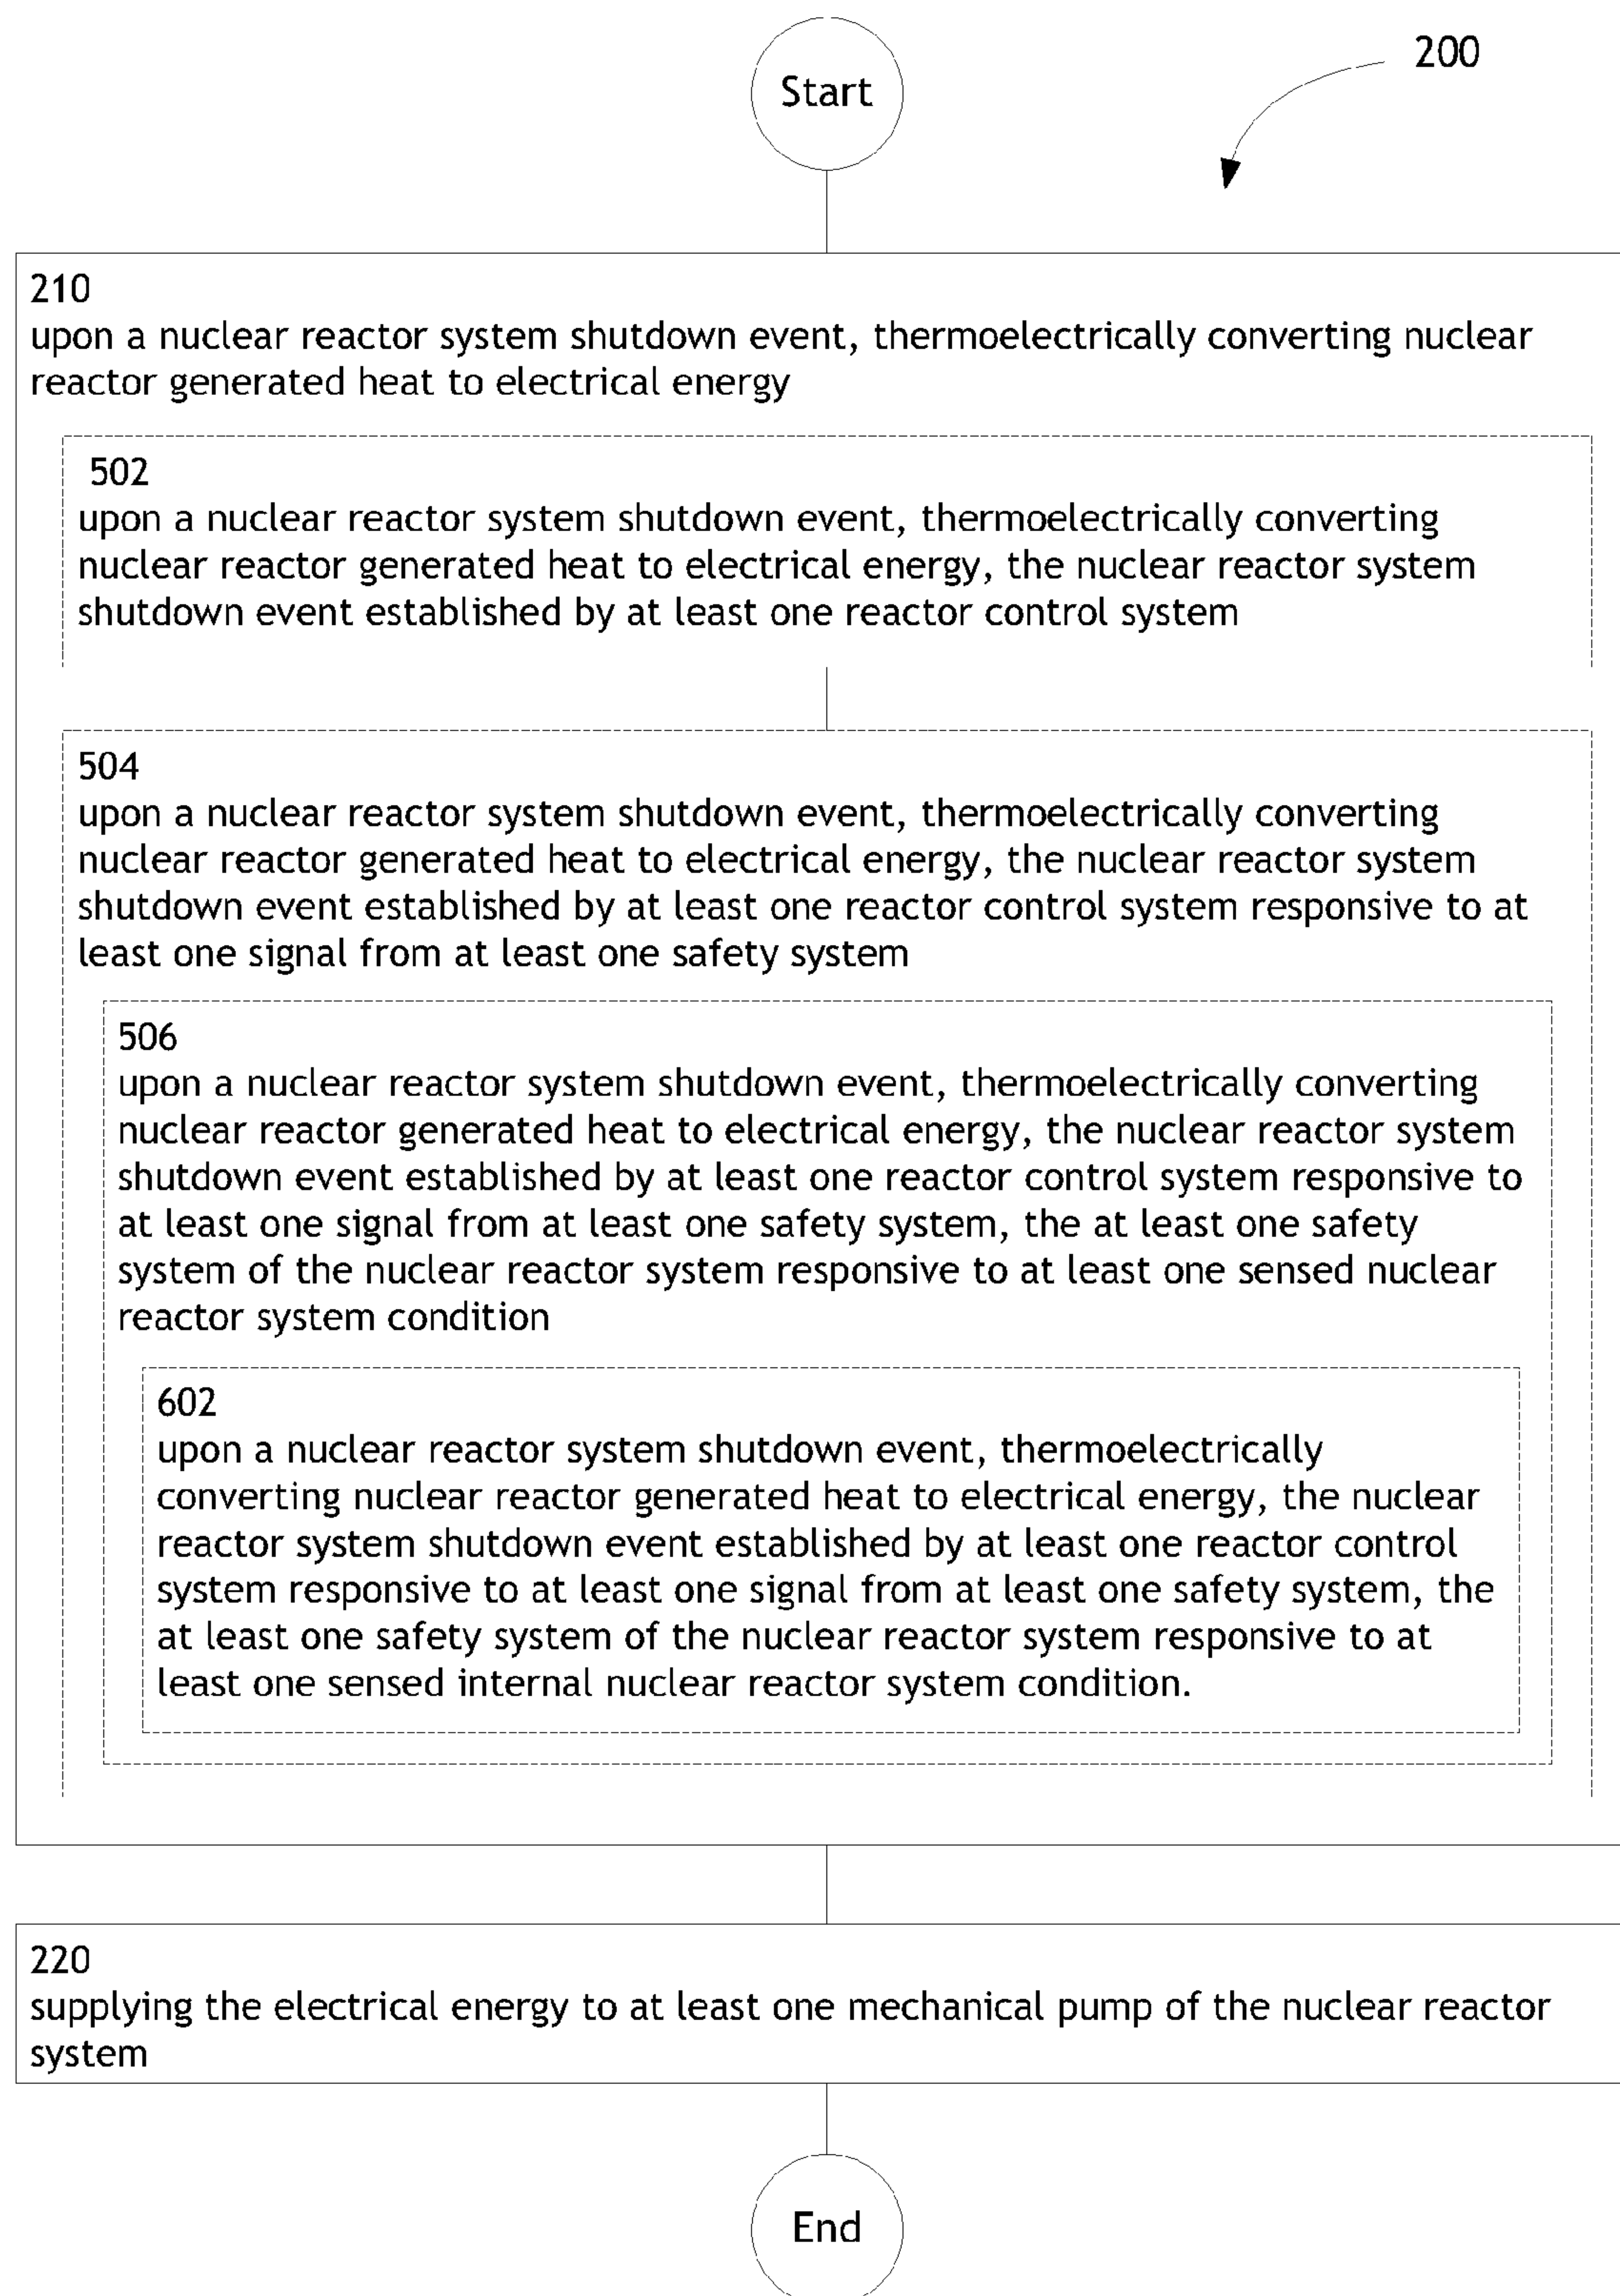 Start
200
210
upon a nuclear reactor system shutdown event, thermoelectrically converting nuclear
reactor generated heat to electrical energy
502
upon a nuclear reactor system shutdown event, thermoelectrically converting
nuclear reactor generated heat to electrical energy, the nuclear reactor system
shutdown event established by at least one reactor control system
504
upon a nuclear reactor system shutdown event, thermoelectrically converting
nuclear reactor generated heat to electrical energy, the nuclear reactor system
shutdown event established by at least one reactor control system responsive to at
least one signal from at least one safety system
506
upon a nuclear reactor system shutdown event, thermoelectrically converting
nuclear reactor generated heat to electrical energy, the nuclear reactor system
shutdown event established by at least one reactor control system responsive to
at least one signal from at least one safety system, the at least one safety
system of the nuclear reactor system responsive to at least one sensed nuclear
reactor system condition
602
upon a nuclear reactor system shutdown event, thermoelectrically
converting nuclear reactor generated heat to electrical energy, the nuclear
reactor system shutdown event established by at least one reactor control
system responsive to at least one signal from at least one safety system, the
at least one safety system of the nuclear reactor system responsive to at
least one sensed internal nuclear reactor system condition.
220
supplying the electrical energy to at least one mechanical pump of the nuclear reactor
system
End